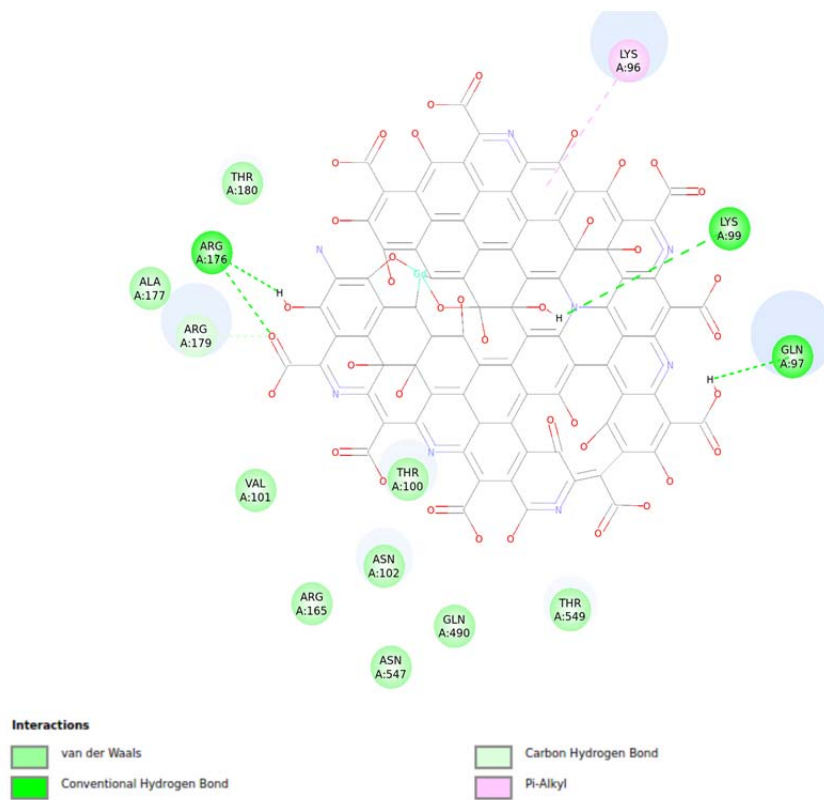 LYS
A:96
THR
A:180
LYS
A:99
ARG
A:176
ALA
A:177
ARG
A:179
GLN
A:97
THR
A:100
VAL
A:101
ASN
A:102
ARG
A:165
GLN
A:490
THR
A:549
ASN
A:547
Interactions
van der Waals
Conventional Hydrogen Bond
Carbon Hydrogen Bond
Pi-Alkyl